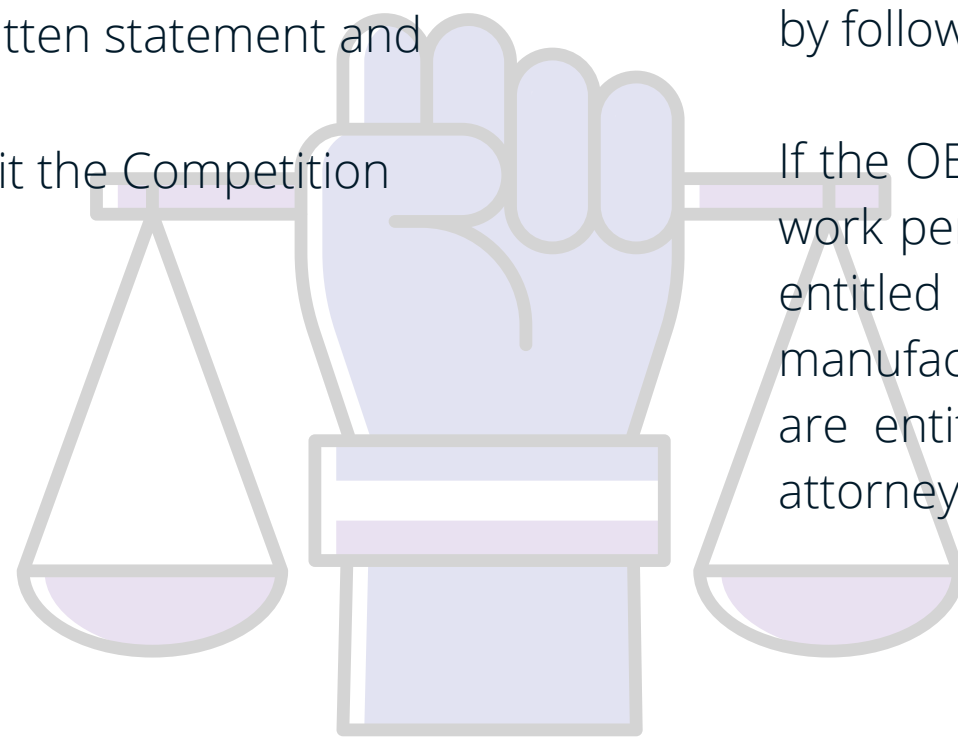 tten statement and
it the Competition
by follow
If the OE
work per
entitled
manufac
are entit
attorney